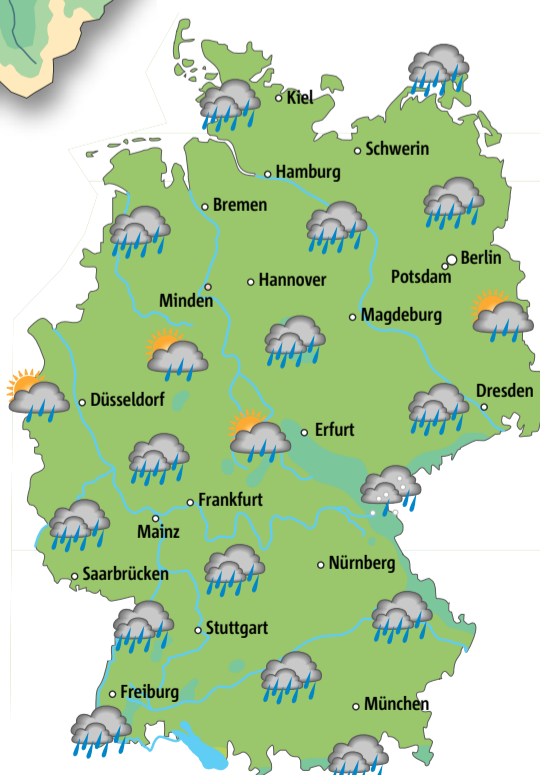 Kiel
Schwerin
Hamburg
Bremen
Berlin
Potsdam
Hannover
Minden
Magdeburg
Düsseldorf
Dresden
Erfurt
Frankfurt
Mainz
Nürnberg
Saarbrücken
Stuttgart
Freiburg
München